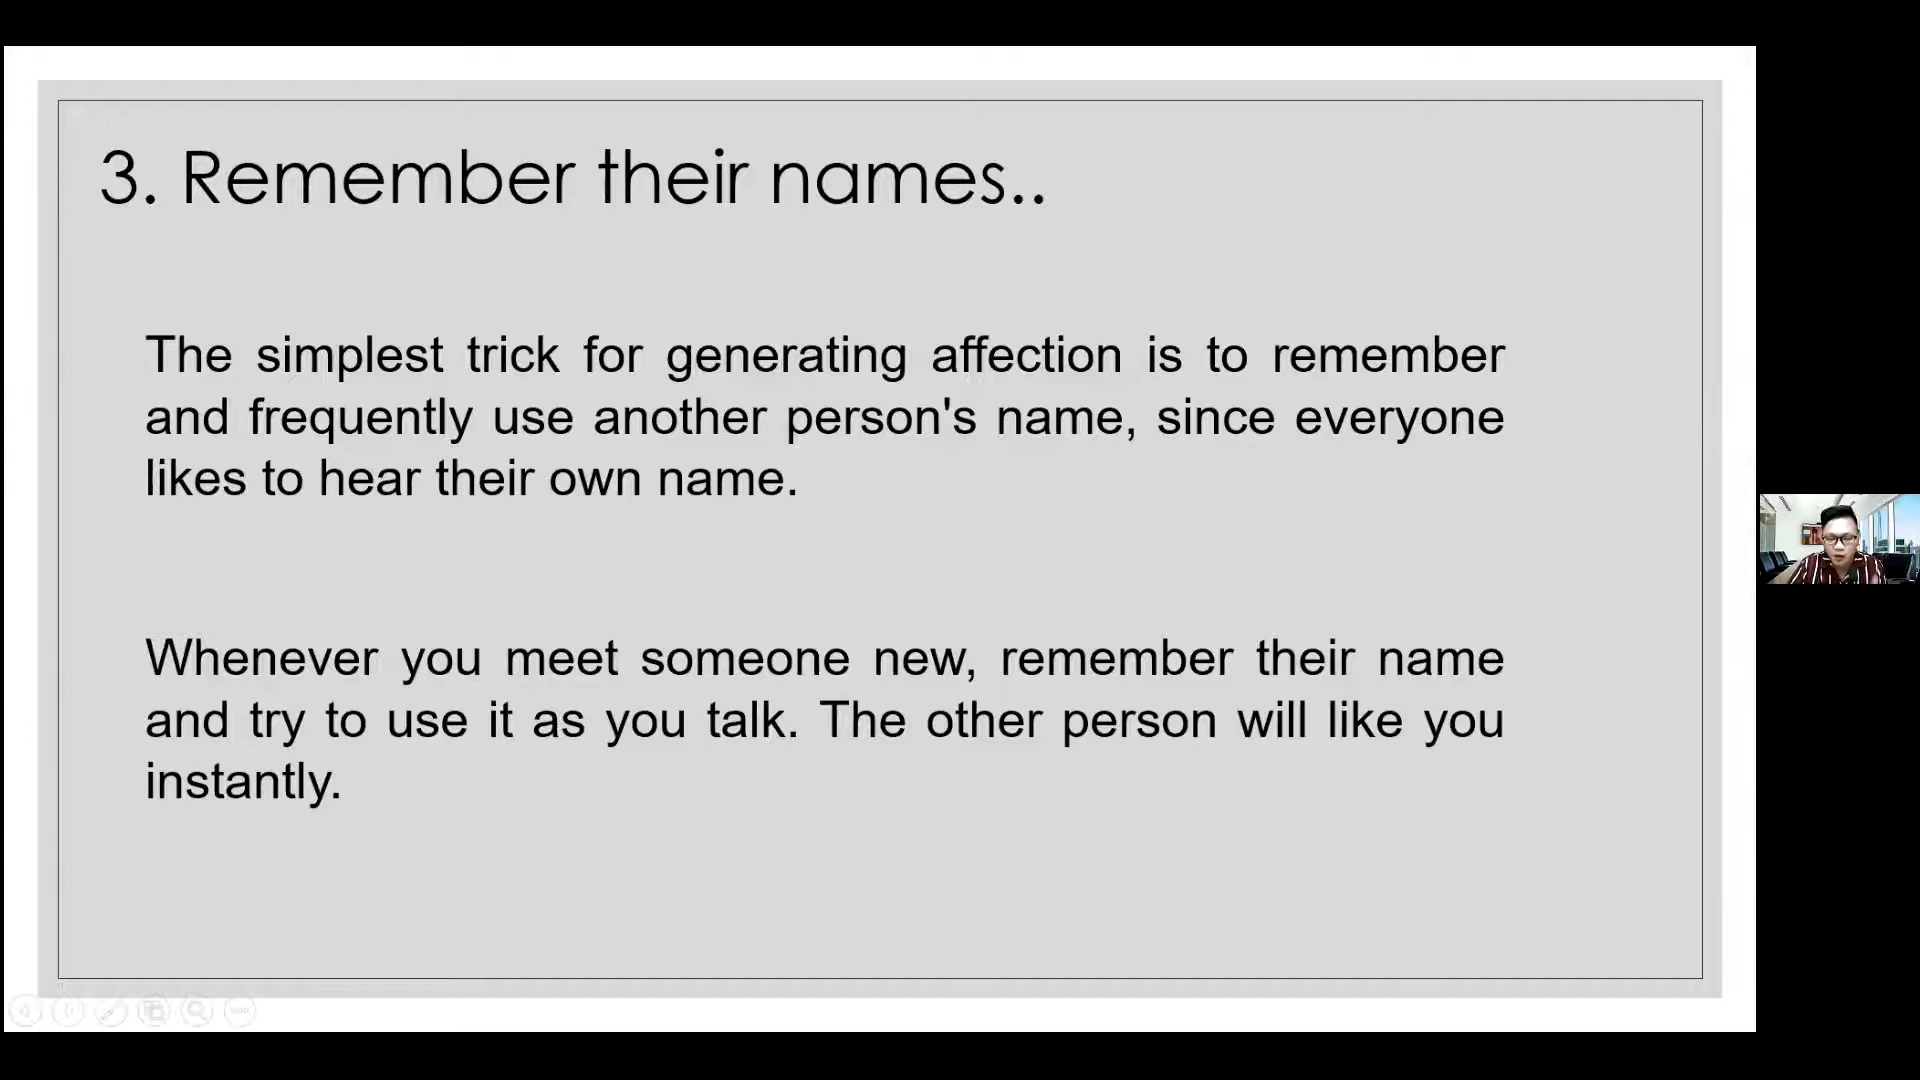 3. Remember their names..
The simplest trick for generating affection is to remember
and frequently use another person's name, since everyone
likes to hear their own name.
Whenever you meet someone new, remember their name
and try to use it as you talk. The other person will like you
instantly.